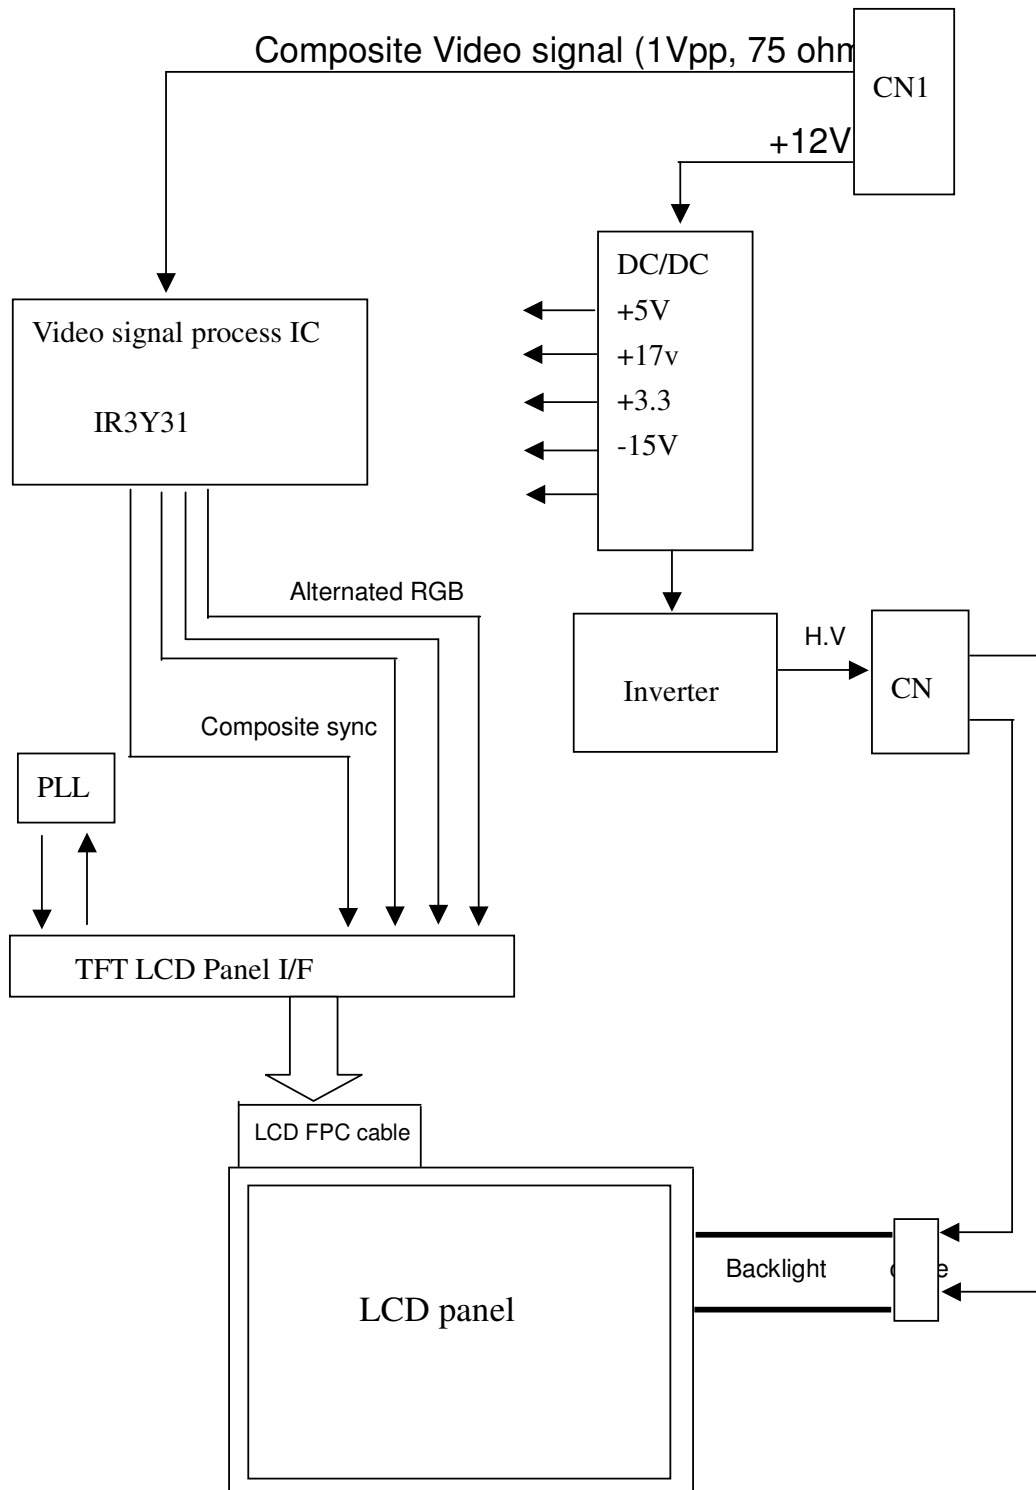 Composite Video signal (1Vpp, 75 ohm
CN1
+12V
DC/DC
+5V
+17v
+3.3
-15V
Video signal process IC
IR3Y31
Alternated RGB
H.V
Inverter
CN
Composite sync
PLL
TFT LCD Panel I/F
LCD FPC cable
Backlight
LCD panel